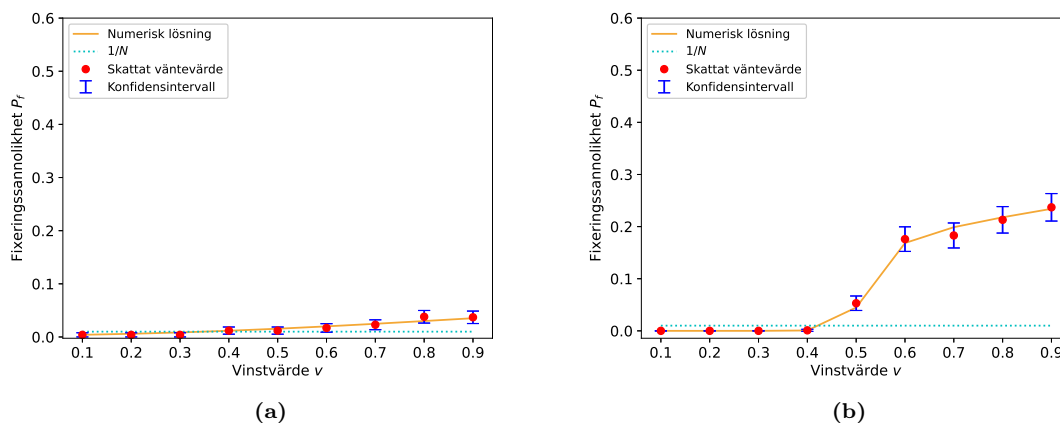 Fixeringssannolikhet P_f
0.6
0.5
0.4
0.3
0.2
0.1
0.0
Numerisk lösning
1/N
Skattat väntevärde
Konfidensintervall
0.1 0.2 0.3 0.4 0.5 0.6 0.7 0.8 0.9
Vinstvärde v
(a)
Fixeringssannolikhet P_f
0.6
0.5
0.4
0.3
0.2
0.1
0.0
Numerisk lösning
1/N
Skattat väntevärde
Konfidensintervall
0.1 0.2 0.3 0.4 0.5 0.6 0.7 0.8 0.9
Vinstvärde v
(b)